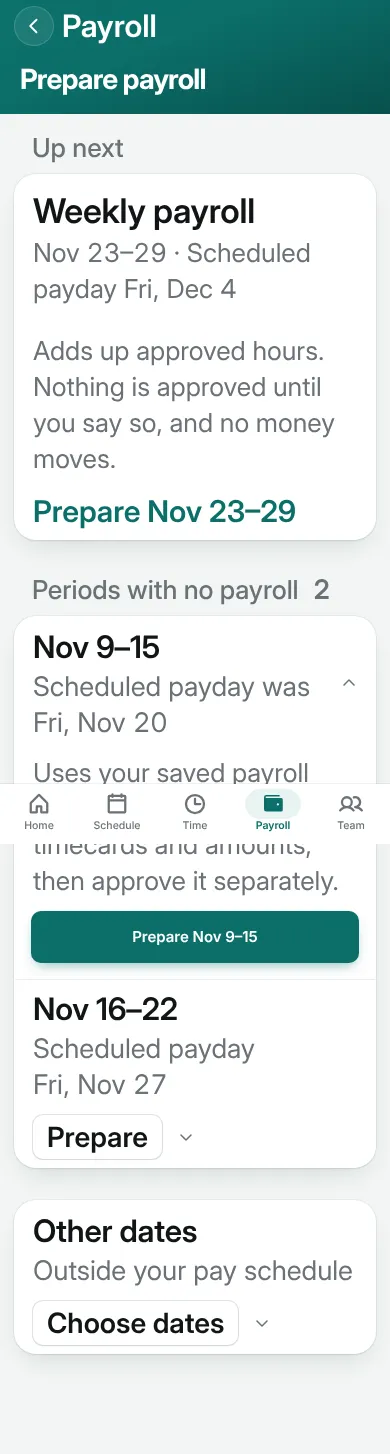 Payroll
Prepare payroll
Up next
Weekly payroll
Nov 23–29 · Scheduled
payday Fri, Dec 4
Adds up approved hours.
Nothing is approved until
you say so, and no money
moves.
Prepare Nov 23–29
Periods with no payroll 2
Nov 9–15
Scheduled payday was
Fri, Nov 20
Uses your saved payroll
Home Schedule Time Payroll Team
timecards and amounts,
then approve it separately.
Prepare Nov 9–15
Nov 16–22
Scheduled payday
Fri, Nov 27
Prepare
Other dates
Outside your pay schedule
Choose dates